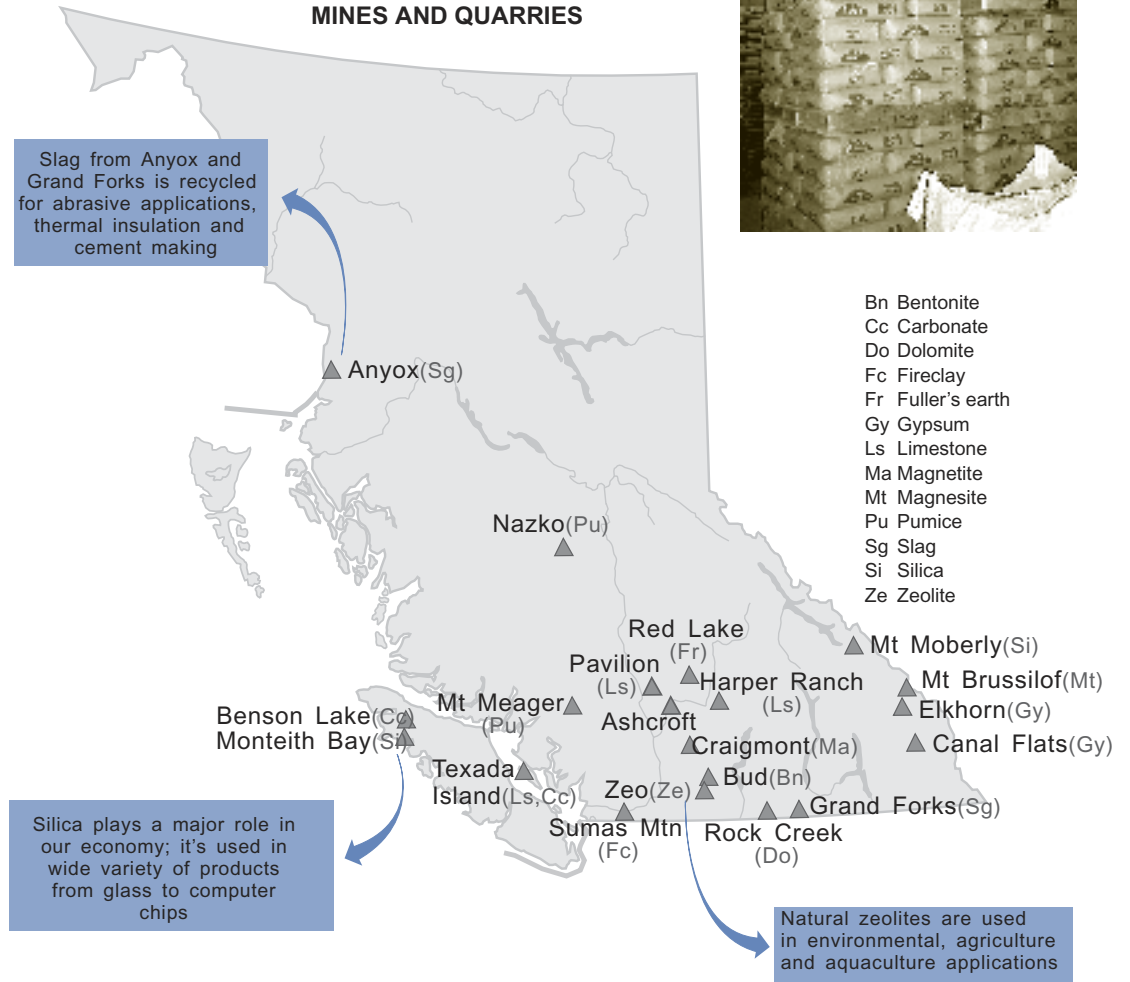 MINES AND QUARRIES
Slag from Anyox and
Grand Forks is recycled
for abrasive applications,
thermal insulation and
cement making
Bn Bentonite
Cc Carbonate
Do Dolomite
Fc Fireclay
Fr Fuller's earth
Gy Gypsum
Ls Limestone
Ma Magnetite
Mt Magnesite
Pu Pumice
Sg Slag
Si Silica
Ze Zeolite
Anyox(Sg)
Nazko(Pu)
Red Lake
(Fr)
Pavilion
(Ls)
Harper Ranch
(Ls)
Mt Moberly(Si)
Mt Brussilof(Mt)
Elkhorn(Gy)
Canal Flats(Gy)
Mt Meager
(Pu)
Ashcroft
Benson Lake(Cc)
Monteith Bay(Si)
Craigmont(Ma)
Texada
Island(Ls,Cc)
Bud(Bn)
Zeo(Ze)
Grand Forks(Sg)
Sumas Mtn
(Fc)
Rock Creek
(Do)
Silica plays a major role in
our economy; it's used in
wide variety of products
from glass to computer
chips
Natural zeolites are used
in environmental, agriculture
and aquaculture applications